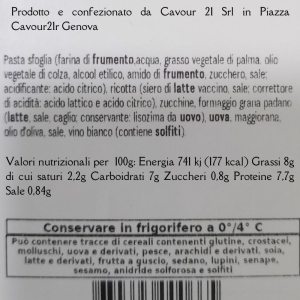 Prodotto e confezionato da Cavour 21 Srl in Piazza
Cavour21r Genova
Pasta sfoglia (farina di frumento,acqua, grasso vegetale di palma, olio
vegetale di colza, alcool etilico, amido di frumento, zucchero, sale;
acidificante: acido citrico), ricotta (siero di latte vaccino, sale; correttore
di acidità: acido lattico e acido citrico), zucchine, formaggio grana padano
(latte, sale, caglio; conservante: lisozima da uovo), uova, maggiorana,
olio d'oliva, sale, vino bianco (contiene solfiti).
Valori nutrizionali per 100g: Energia 741 kj (177 kcal) Grassi 8g
di cui saturi 2,2g Carboidrati 7g Zuccheri 0,8g Proteine 7,7g
Sale 0,84g
Conservare in frigorifero a 0°/4° C
Può contenere tracce di cereali contenenti glutine, crostacei,
molluschi, uova e derivati, pesce, arachidi e derivati, soia,
latte e derivati, frutta a guscio, sedano, lupini, senape,
sesamo, anidride solforosa e solfiti